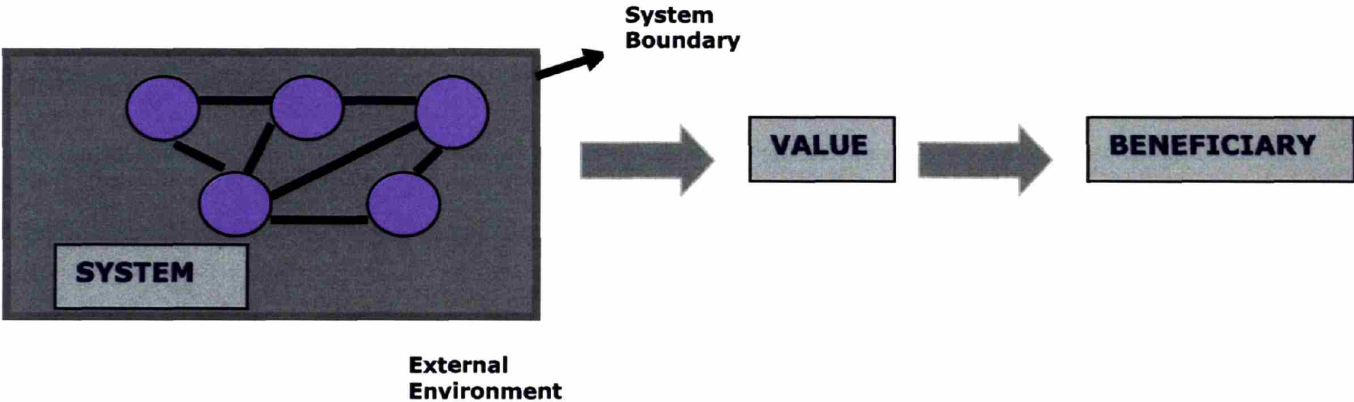 System
Boundary
VALUE
BENEFICIARY
SYSTEM
External
Environment